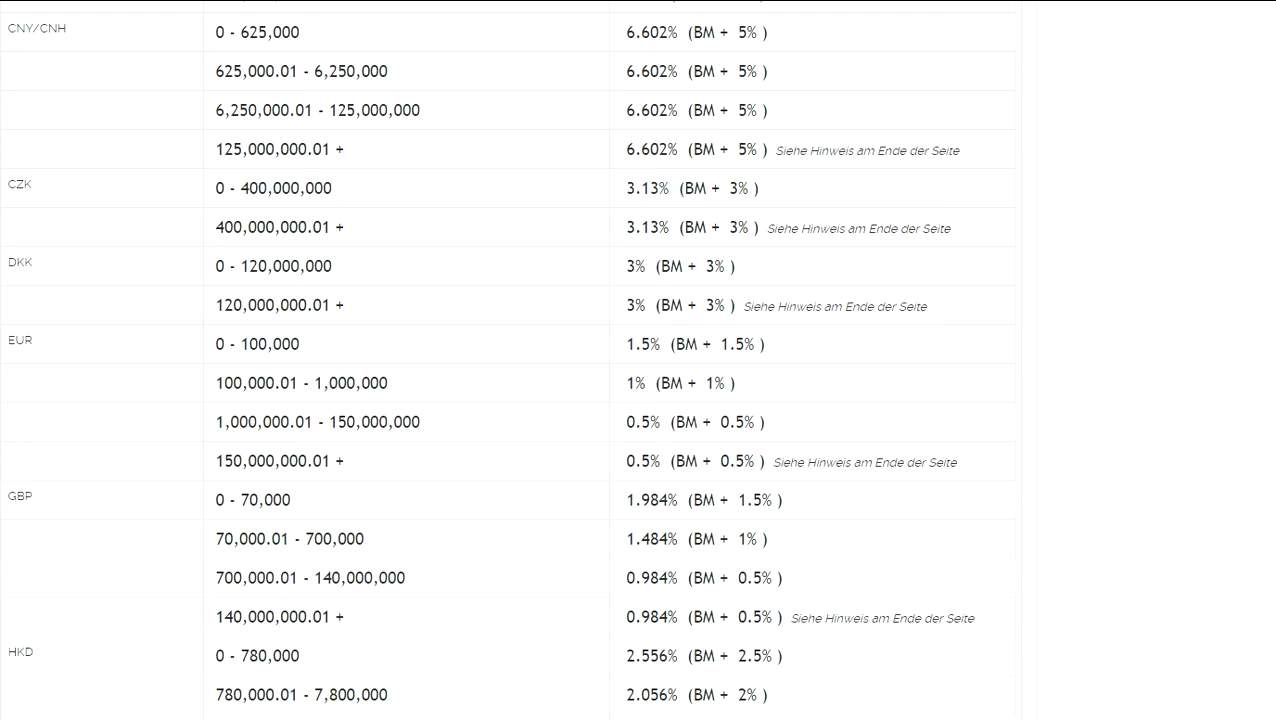 CNY/CNH 0 - 625,000 6.602% (BM + 5% )
625,000.01 - 6,250,000 6.602% (BM + 5% )
6,250,000.01 - 125,000,000 6.602% (BM + 5% )
125,000,000.01 + 6.602% (BM + 5% ) Siehe Hinweis am Ende der Seite
CZK 0 - 400,000,000 3.13% (BM + 3% )
400,000,000.01 + 3.13% (BM + 3% ) Siehe Hinweis am Ende der Seite
DKK 0 - 120,000,000 3% (BM + 3% )
120,000,000.01 + 3% (BM + 3% ) Siehe Hinweis am Ende der Seite
EUR 0 - 100,000 1.5% (BM + 1.5% )
100,000.01 - 1,000,000 1% (BM + 1% )
1,000,000.01 - 150,000,000 0.5% (BM + 0.5% )
150,000,000.01 + 0.5% (BM + 0.5% ) Siehe Hinweis am Ende der Seite
GBP 0 - 70,000 1.984% (BM + 1.5% )
70,000.01 - 700,000 1.484% (BM + 1% )
700,000.01 - 140,000,000 0.984% (BM + 0.5% )
140,000,000.01 + 0.984% (BM + 0.5% ) Siehe Hinweis am Ende der Seite
HKD 0 - 780,000 2.556% (BM + 2.5% )
780,000.01 - 7,800,000 2.056% (BM + 2% )